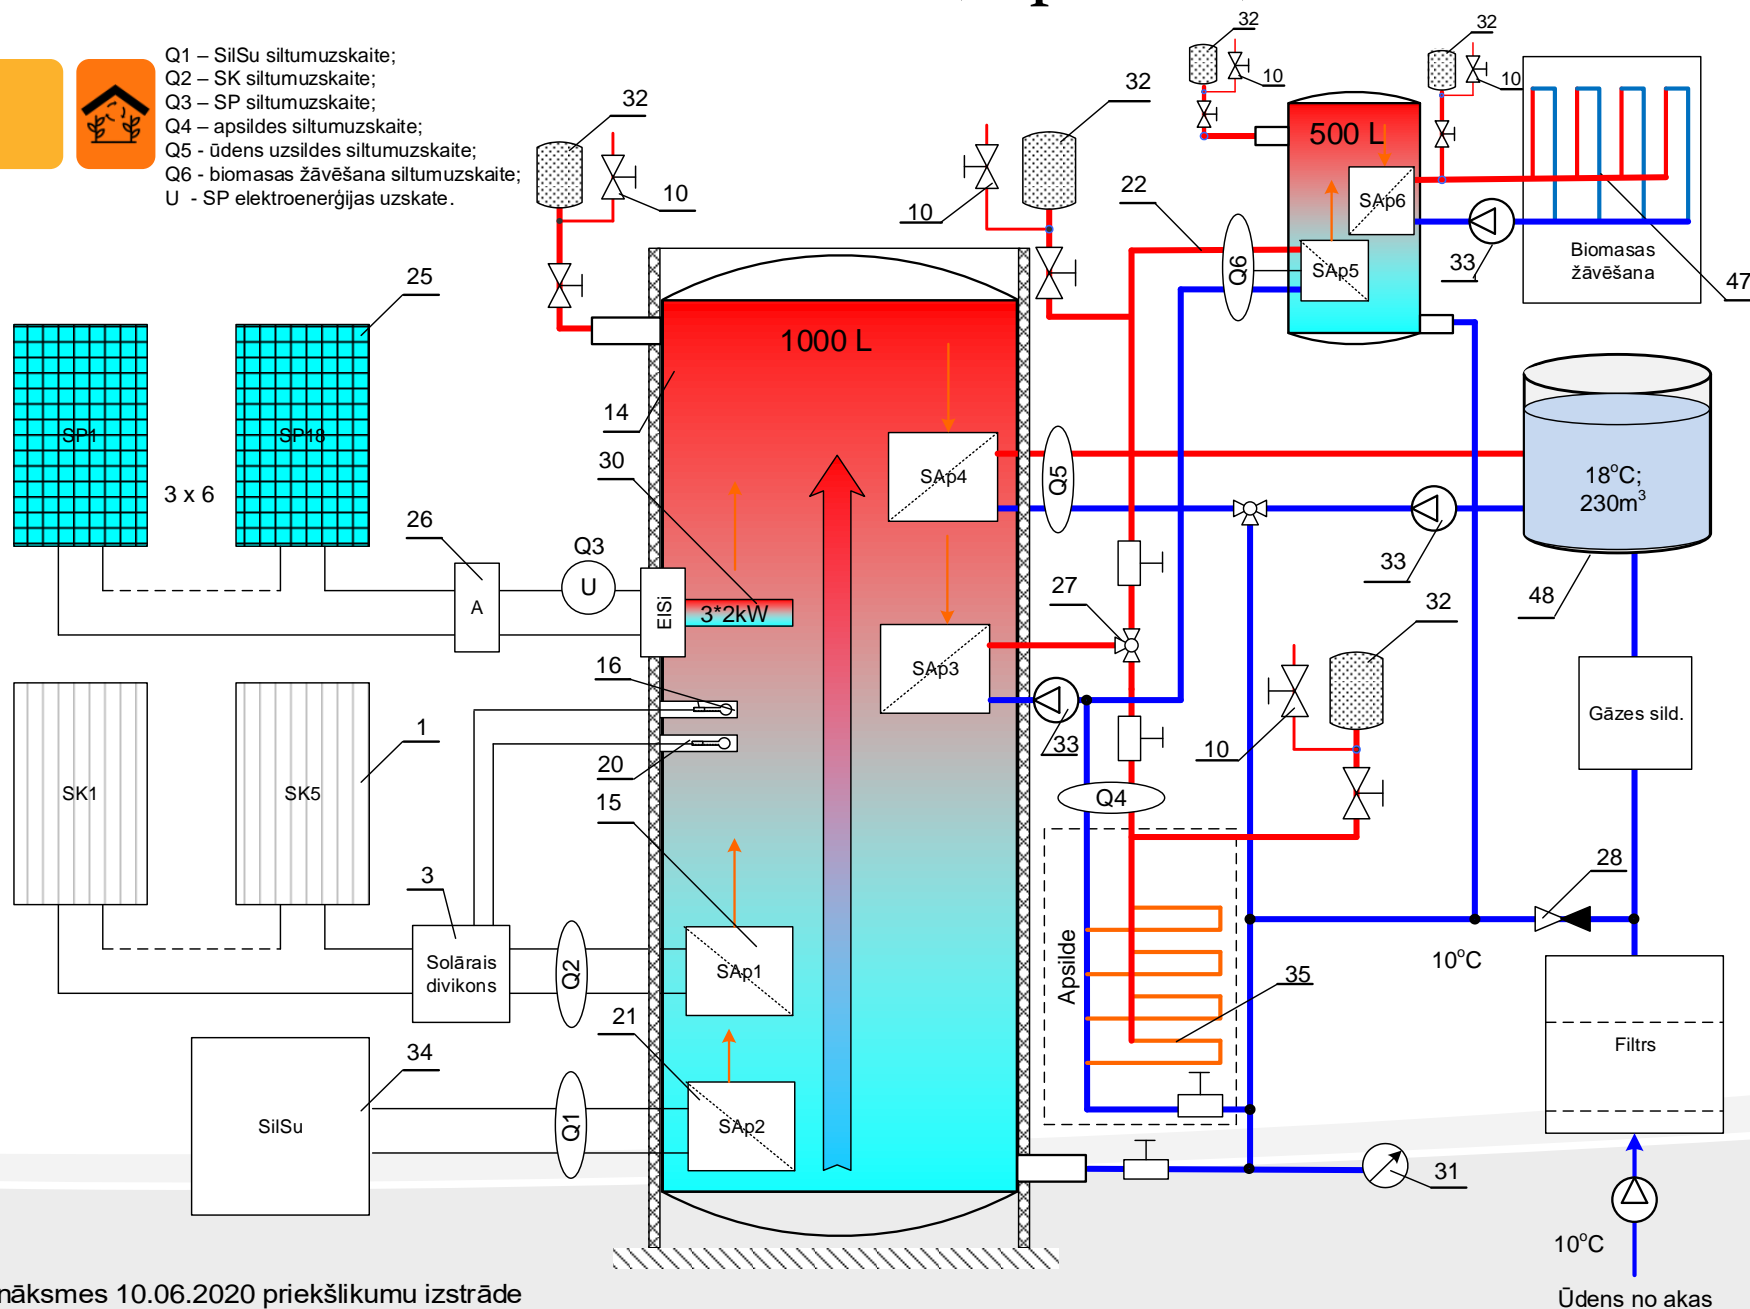 Q1 – SilSu siltumuzskaite;
Q2 – SK siltumuzskaite;
Q3 – SP siltumuzskaite;
Q4 – apsildes siltumuzskaite;
Q5 - ūdens uzsildes siltumuzskaite;
Q6 - biomasas žāvēšana siltumuzskaite;
U - SP elektroenerģijas uzskate.
32
10
32
10
32
10
32
10
22
500 L
SAp6
SAp5
Q6
33
Biomasas
žāvēšana
47
25
1000 L
14
SP1
SP18
3 x 6
30
SAp4
Q5
18°C;
230m³
33
48
26
Q3
U
A
ElSi
3*2kW
27
32
SAp3
16
33
10
Gāzes sild.
1
20
SK1
SK5
15
Q4
3
28
Solārais
divikons
Q2
SAp1
Apsilde
10°C
35
21
Filtrs
34
SilSu
Q1
SAp2
31
10°C
nāksmes 10.06.2020 priekšlikumu izstrāde
Ūdens no akas